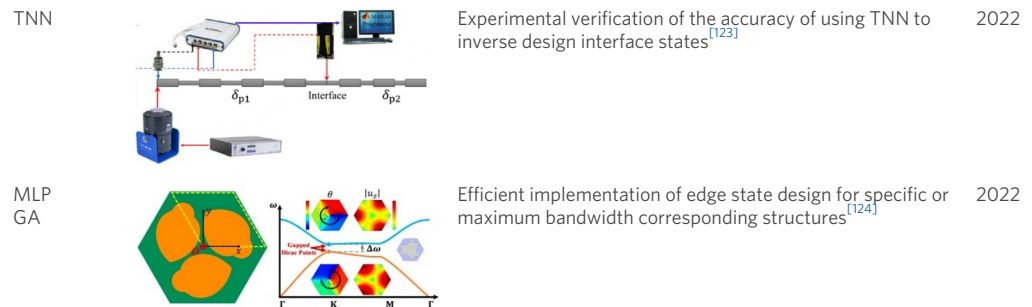 TNN
MATLAB
Programme
δp1
Interface
δp2
Experimental verification of the accuracy of using TNN to
inverse design interface states[123]
2022
MLP
GA
y
x
ω
θ
|uz|
Gapped
Dirac Points
Δω
Γ
K
M
Γ
Efficient implementation of edge state design for specific or
maximum bandwidth corresponding structures[124]
2022